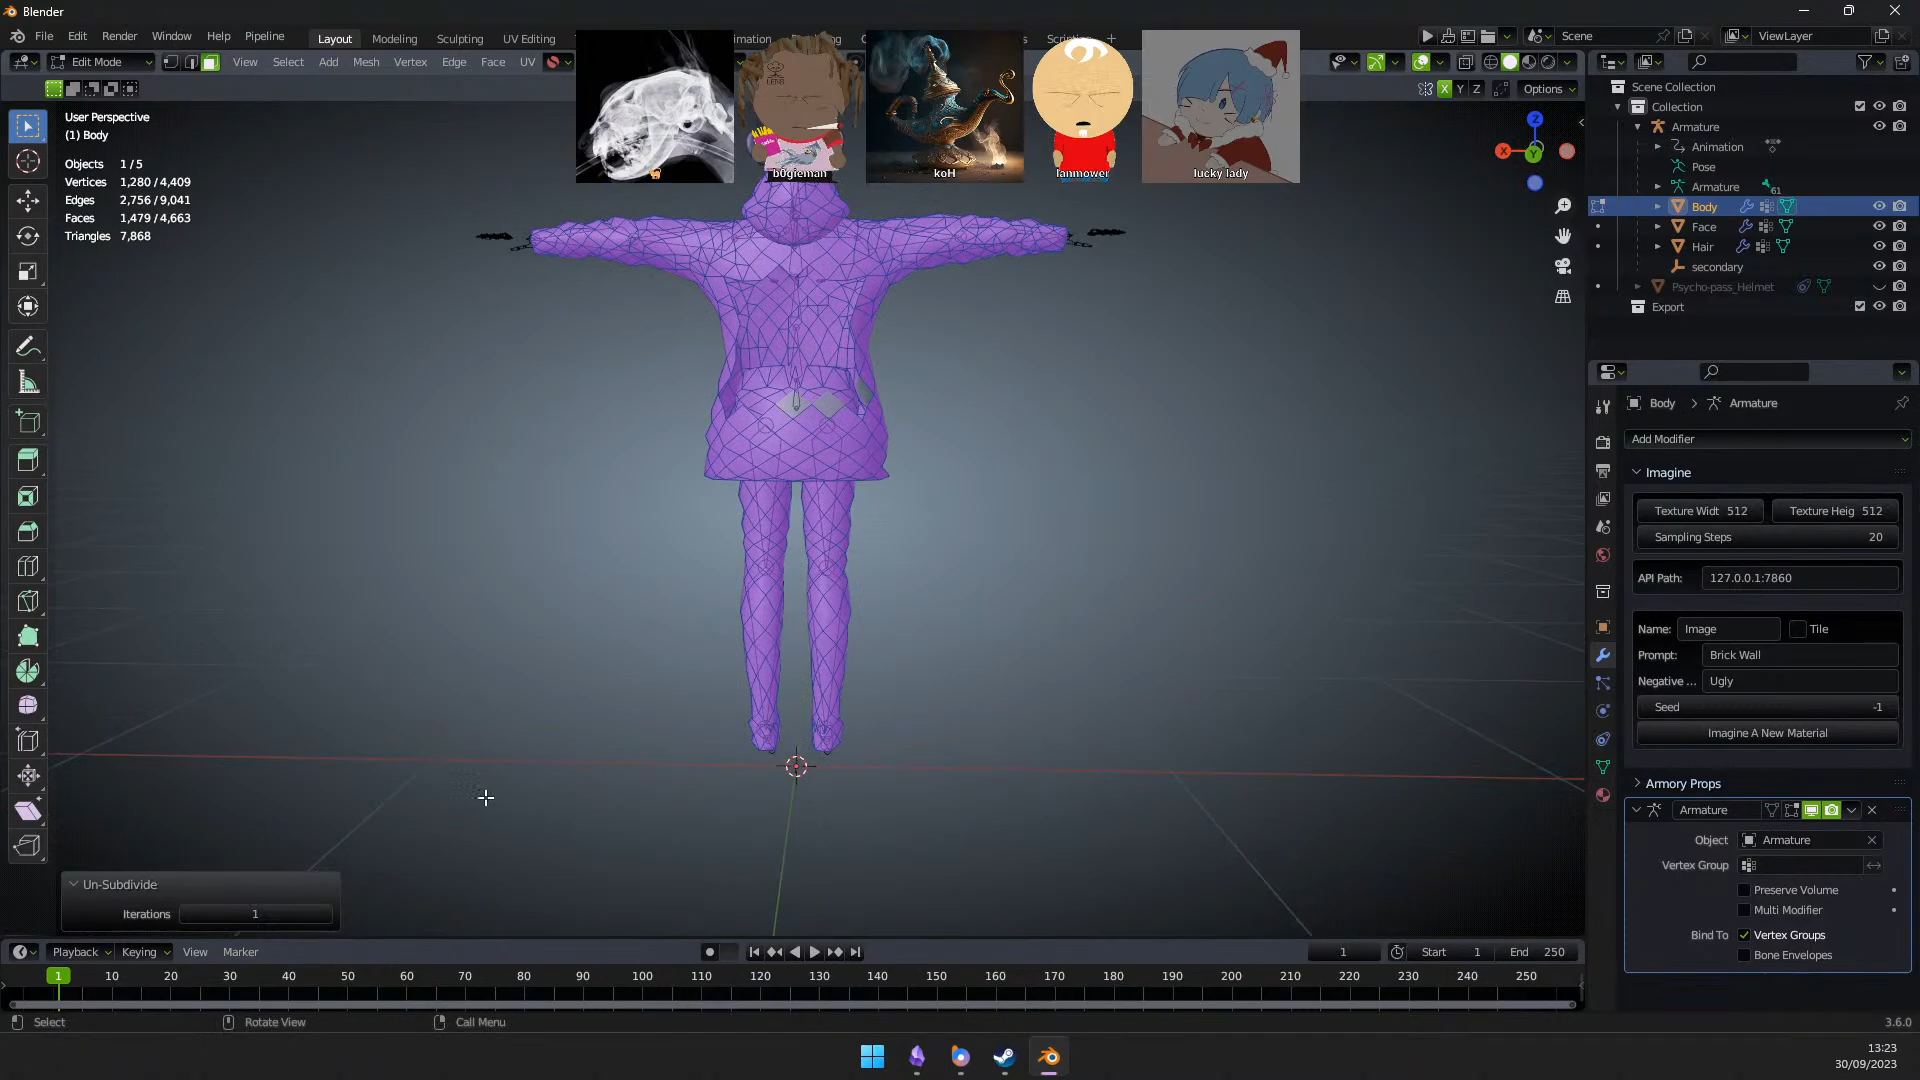 Blender
File Edit Render Window Help Pipeline
Layout Modeling Sculpting UV Editing
Scene
ViewLayer
Edit Mode
View Select Add Mesh Vertex Edge Face UV
X Y Z Options
User Perspective
(1) Body
Objects 1 / 5
Vertices 1,280 / 4,409
Edges 2,756 / 9,041
Faces 1,479 / 4,663
Triangles 7,868
bugieman
koH
lanmower
lucky lady
Z
X
Y
Scene Collection
Collection
Armature
Animation
Pose
Armature 61
Body
Face
Hair
secondary
Psycho-pass_Helmet
Export
Body > Armature
Add Modifier
Imagine
Texture Widt 512 Texture Heig 512
Sampling Steps 20
API Path: 127.0.0.1:7860
Name: Image Tile
Prompt: Brick Wall
Negative ... Ugly
Seed -1
Imagine A New Material
Armory Props
Armature
Object Armature
Vertex Group
Preserve Volume
Multi Modifier
Bind To Vertex Groups
Bone Envelopes
Un-Subdivide
Iterations 1
Playback Keying View Marker
1 Start 1 End 250
1 10 20 30 40 50 60 70 80 90 100 110 120 130 140 150 160 170 180 190 200 210 220 230 240 250
Select Rotate View Call Menu
3.6.0
13:23
30/09/2023